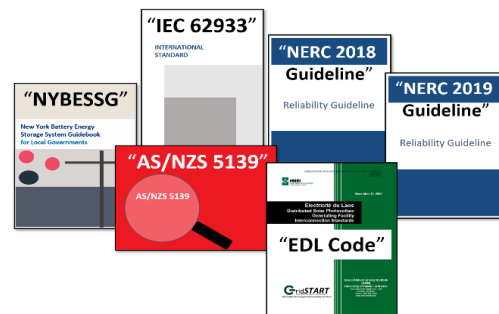 “IEC 62933”
INTERNATIONAL
STANDARD
“NERC 2018
Guideline”
Reliability Guideline
“NERC 2019
Guideline”
Reliability Guideline
“NYBESSG”
New York Battery Energy
Storage System Guidebook
for Local Governments
“AS/NZS 5139”
AS/NZS 5139
Electricité du Laos
Distributed Solar Photovoltaic
Generating Facility
Interconnection Standards
“EDL Code”
GridSTART